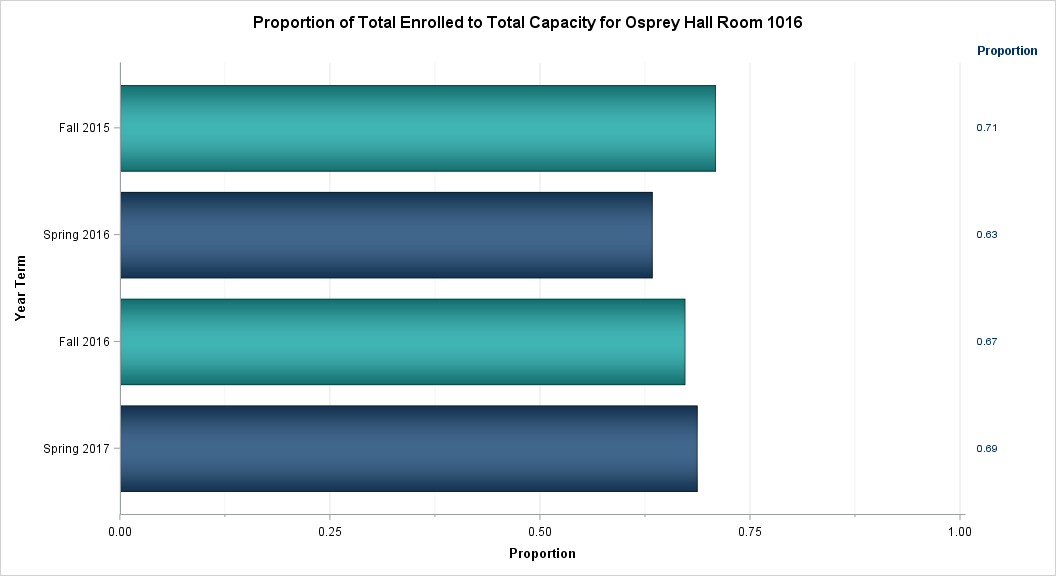 Proportion of Total Enrolled to Total Capacity for Osprey Hall Room 1016
Proportion
Fall 2015 0.71
Spring 2016 0.63
Year Term
Fall 2016 0.67
Spring 2017 0.69
0.00 0.25 0.50 0.75 1.00
Proportion